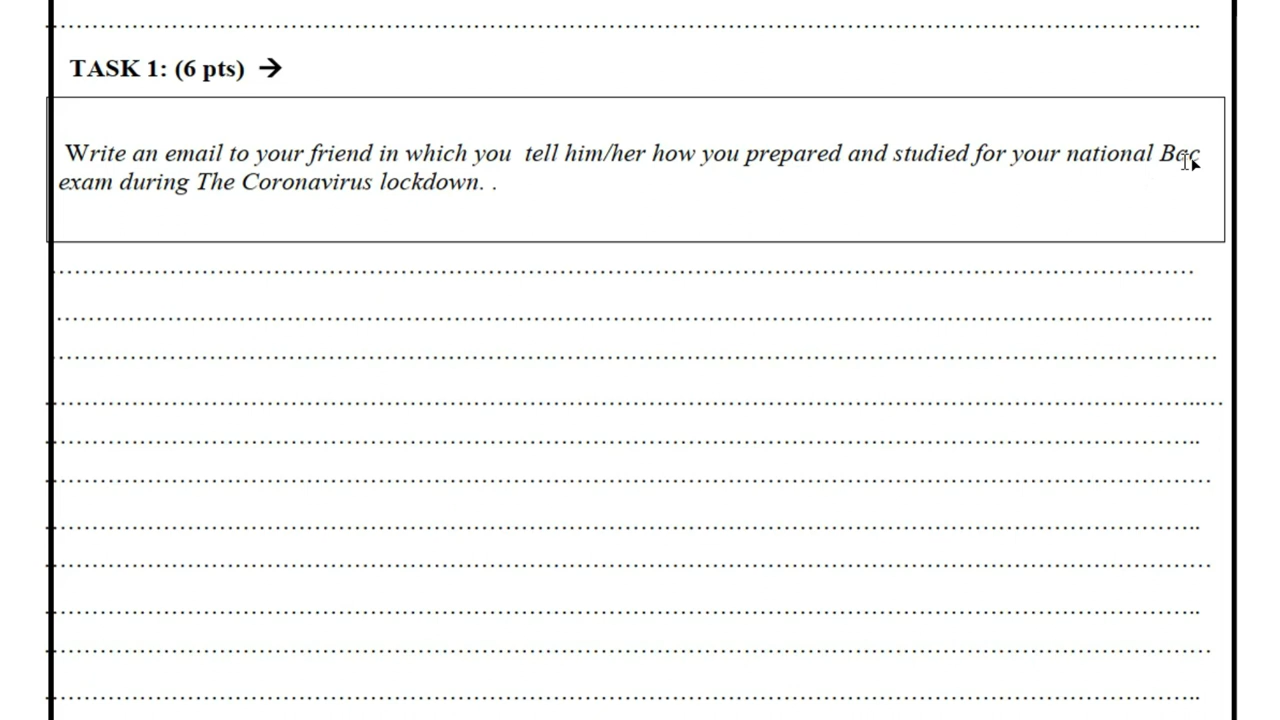 TASK 1: (6 pts) →
Write an email to your friend in which you tell him/her how you prepared and studied for your national Bac
exam during The Coronavirus lockdown. .